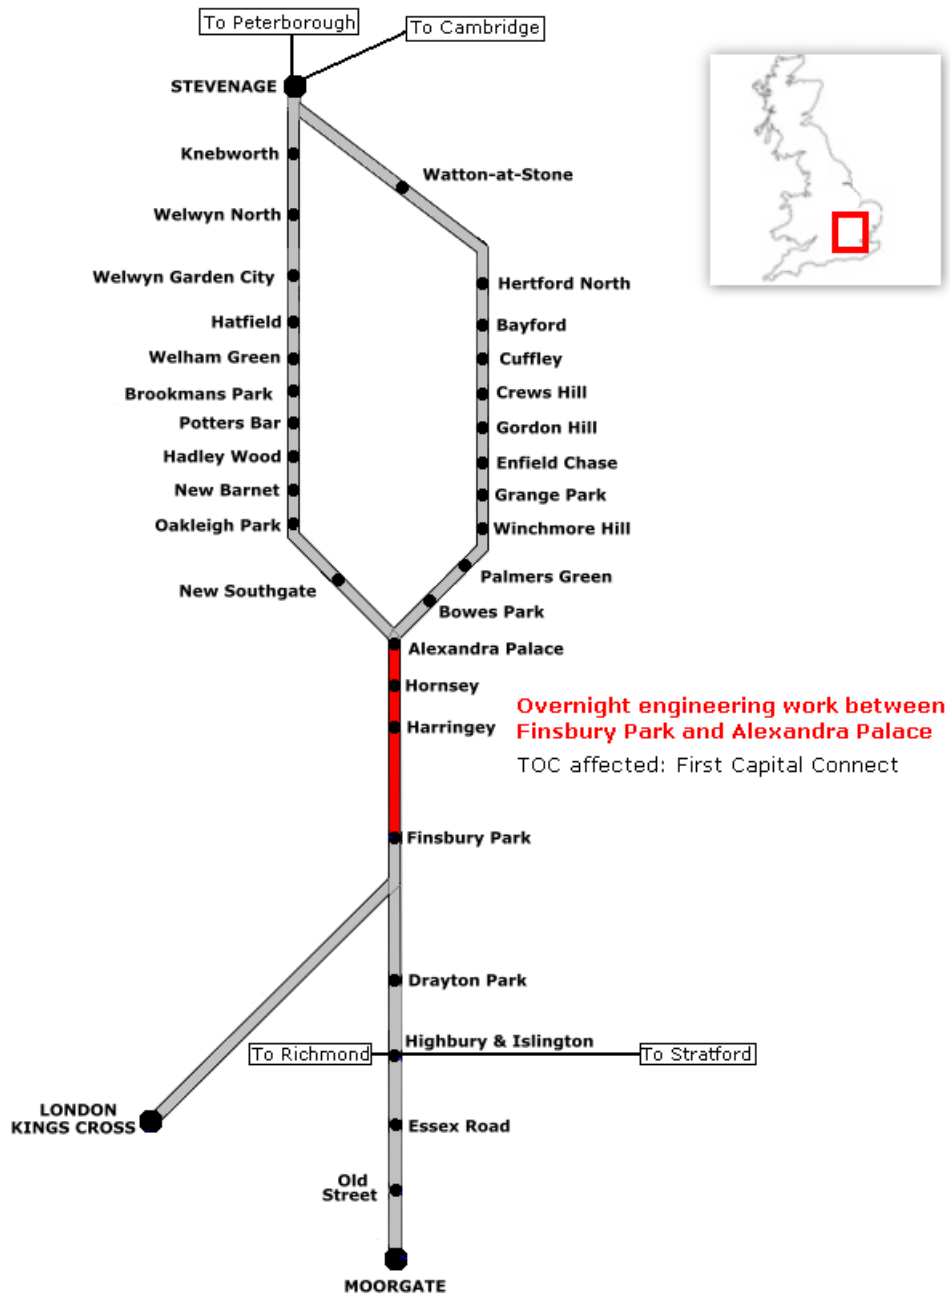 To Peterborough
To Cambridge
STEVENAGE
Knebworth
Watton-at-Stone
Welwyn North
Welwyn Garden City
Hertford North
Hatfield
Bayford
Welham Green
Cuffley
Brookmans Park
Crews Hill
Potters Bar
Gordon Hill
Hadley Wood
Enfield Chase
New Barnet
Grange Park
Oakleigh Park
Winchmore Hill
New Southgate
Palmers Green
Bowes Park
Alexandra Palace
Hornsey
Harringey
Overnight engineering work between
Finsbury Park and Alexandra Palace
TOC affected: First Capital Connect
Finsbury Park
Drayton Park
Highbury & Islington
To Richmond
To Stratford
LONDON
KINGS CROSS
Essex Road
Old
Street
MOORGATE